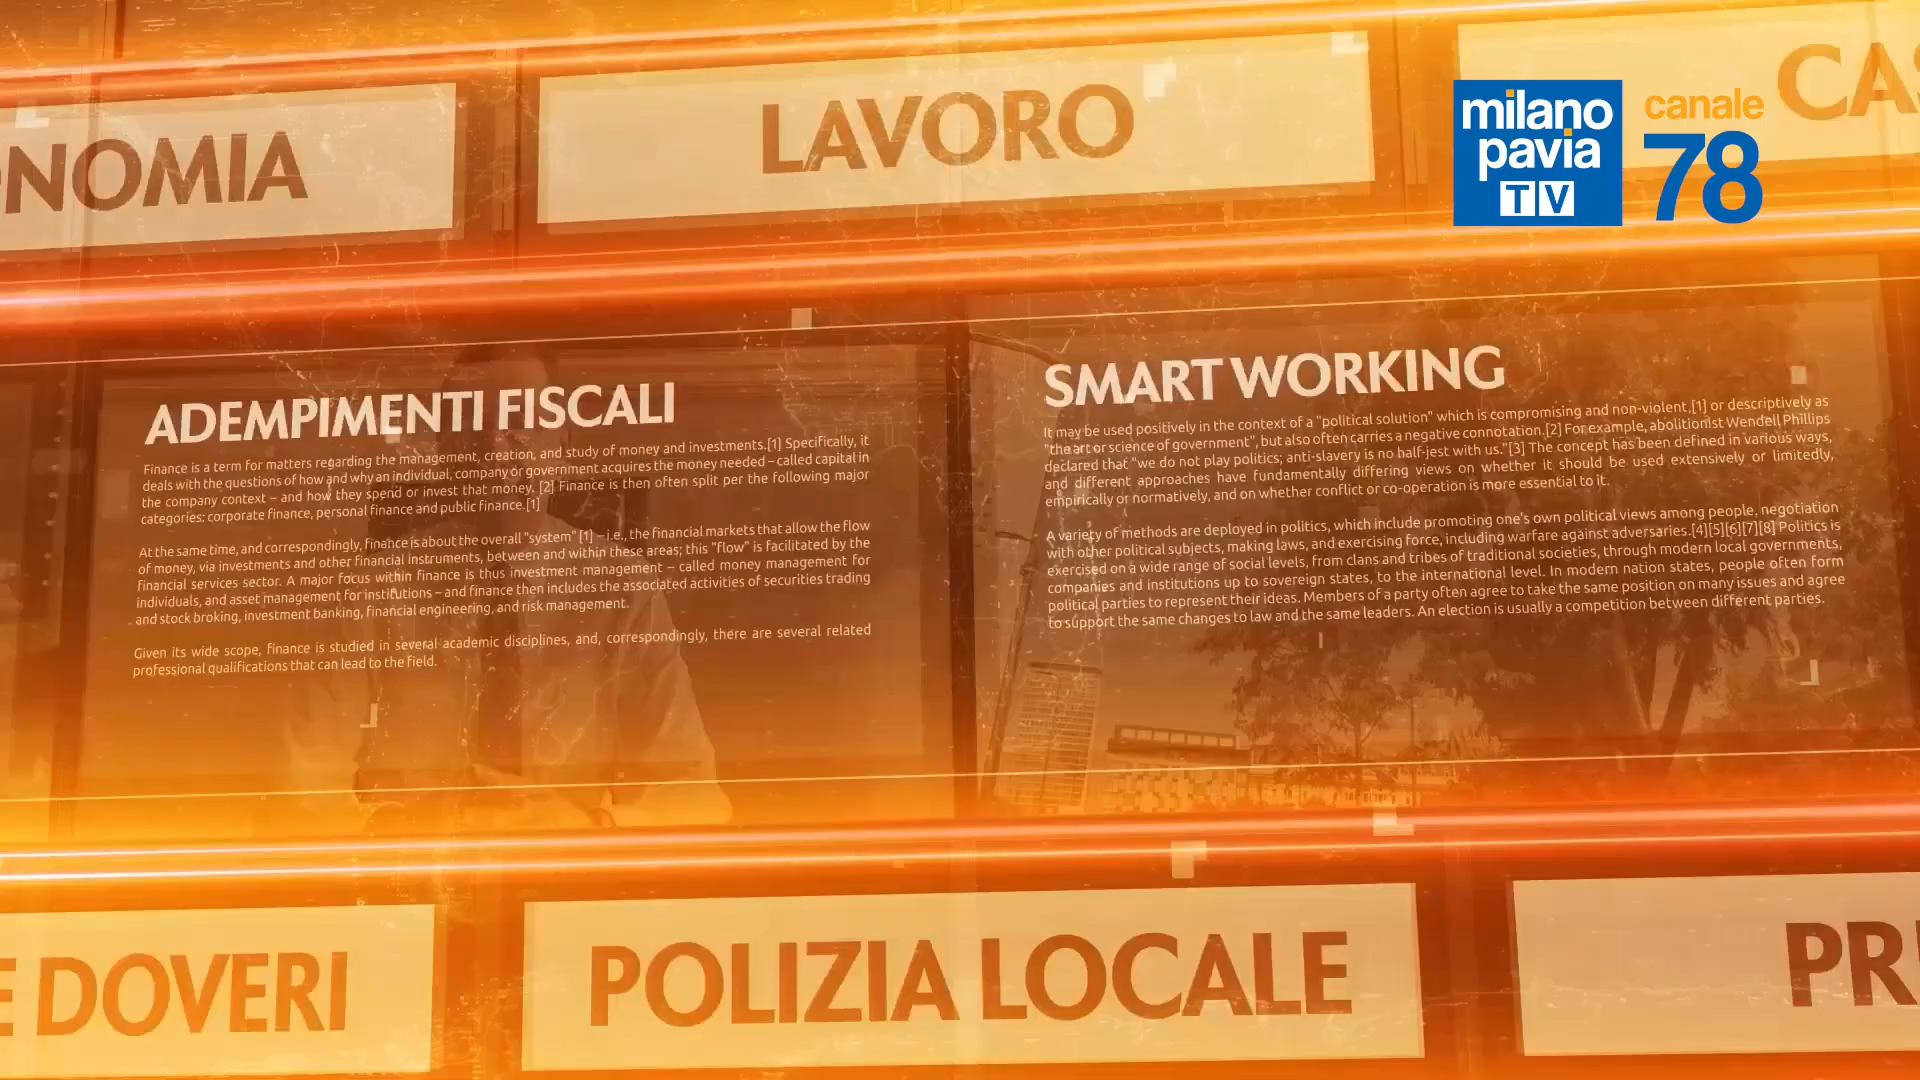 LAVORO
milano
pavia
TV
canale
78
ADEMPIMENTI FISCALI
Finance is a term for matters regarding the management, creation, and study of money and investments.[1] Specifically, it
deals with the questions of how and why an individual, company or government acquires the money needed – called capital in
the company context – and how they spend or invest that money. [2] Finance is then often split per the following major
categories: corporate finance, personal finance and public finance.[1]
At the same time, and correspondingly, finance is about the overall "system" [1] – i.e., the financial markets that allow the flow
of money, via investments and other financial instruments, between and within these areas; this "flow" is facilitated by the
financial services sector. A major focus within finance is thus investment management – called money management for
individuals, and asset management for institutions – and finance then includes the associated activities of securities trading
and stock broking, investment banking, financial engineering, and risk management.
Given its wide scope, finance is studied in several academic disciplines, and, correspondingly, there are several related
professional qualifications that can lead to the field.
SMART WORKING
It may be used positively in the context of a "political solution" which is compromising and non-violent,[1] or descriptively as
"the art or science of government", but also often carries a negative connotation.[2] For example, abolitionist Wendell Phillips
declared that "we do not play politics; anti-slavery is no half-jest with us."[3] The concept has been defined in various ways,
and different approaches have fundamentally differing views on whether it should be used extensively or limitedly,
empirically or normatively, and on whether conflict or co-operation is more essential to it.
A variety of methods are deployed in politics, which include promoting one's own political views among people, negotiation
with other political subjects, making laws, and exercising force, including warfare against adversaries.[4][5][6][7][8] Politics is
exercised on a wide range of social levels, from clans and tribes of traditional societies, through modern local governments,
companies and institutions up to sovereign states, to the international level. In modern nation states, people often form
political parties to represent their ideas. Members of a party often agree to take the same position on many issues and agree
to support the same changes to law and the same leaders. An election is usually a competition between different parties.
E DOVERI
POLIZIA LOCALE